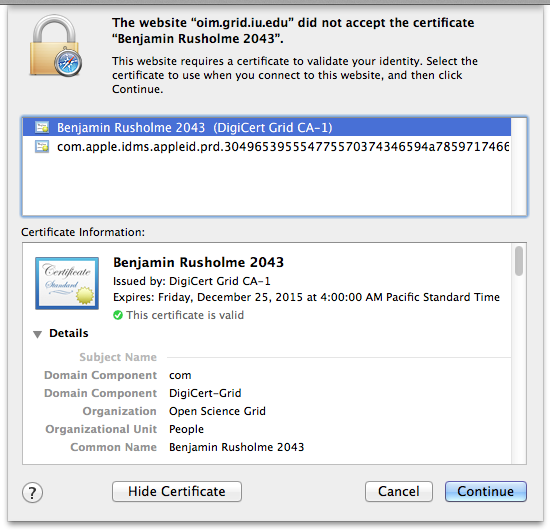 The website “oim.grid.iu.edu” did not accept the certificate
“Benjamin Rusholme 2043”.
This website requires a certificate to validate your identity. Select the
certificate to use when you connect to this website, and then click
Continue.
Benjamin Rusholme 2043 (DigiCert Grid CA-1)
com.apple.idms.appleid.prd.304965395554775570374346594a7859717466
Certificate Information:
Certificate
Standard
Benjamin Rusholme 2043
Issued by: DigiCert Grid CA-1
Expires: Friday, December 25, 2015 at 4:00:00 AM Pacific Standard Time
This certificate is valid
Details
Subject Name
Domain Component com
Domain Component DigiCert-Grid
Organization Open Science Grid
Organizational Unit People
Common Name Benjamin Rusholme 2043
?
Hide Certificate
Cancel
Continue